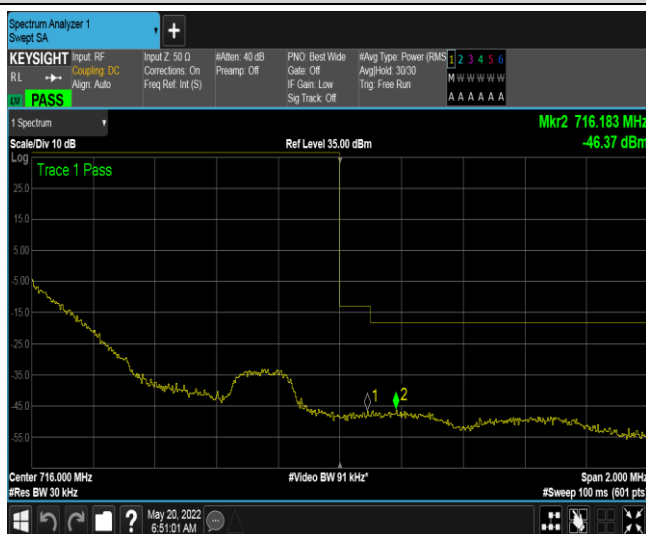 Spectrum Analyzer 1
Swept SA
+
KEYSIGHT
RL
PASS
Input: RF
Coupling: DC
Align: Auto
Input Z: 50 Ω
Corrections: On
Freq Ref: Int (S)
#Atten: 40 dB
Preamp: Off
PNO: Best Wide
Gate: Off
IF Gain: Low
Sig Track: Off
#Avg Type: Power (RMS
Avg|Hold: 30/30
Trig: Free Run
1 2 3 4 5 6
M W W W W W
A A A A A A
1 Spectrum
Mkr2 716.183 MHz
Scale/Div 10 dB
Ref Level 35.00 dBm
-46.37 dBm
Log
Trace 1 Pass
25.0
15.0
5.00
-5.00
-15.0
-25.0
-35.0
-45.0
-55.0
1
2
Center 716.000 MHz
#Video BW 91 kHz*
Span 2.000 MHz
#Res BW 30 kHz
#Sweep 100 ms (601 pts)
?
May 20, 2022
6:51:01 AM